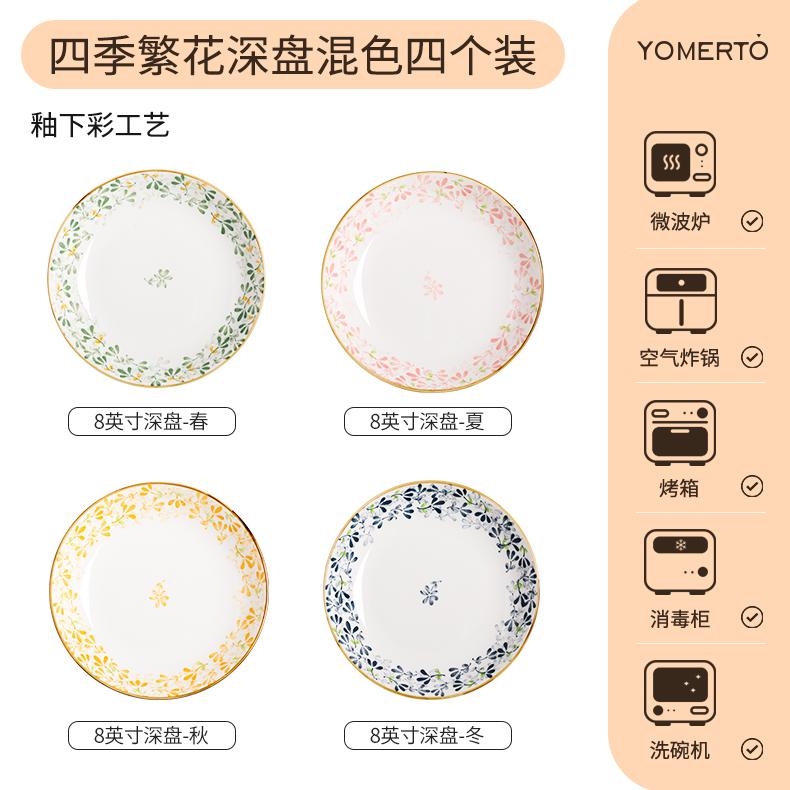 四季繁花深盘混色四个装
釉下彩工艺
8英寸深盘-春
8英寸深盘-夏
8英寸深盘-秋
8英寸深盘-冬
YOMERTO
微波炉
空气炸锅
烤箱
消毒柜
洗碗机